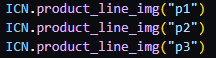 ICN.product_line_img("p1")
ICN.product_line_img("p2")
ICN.product_line_img("p3")